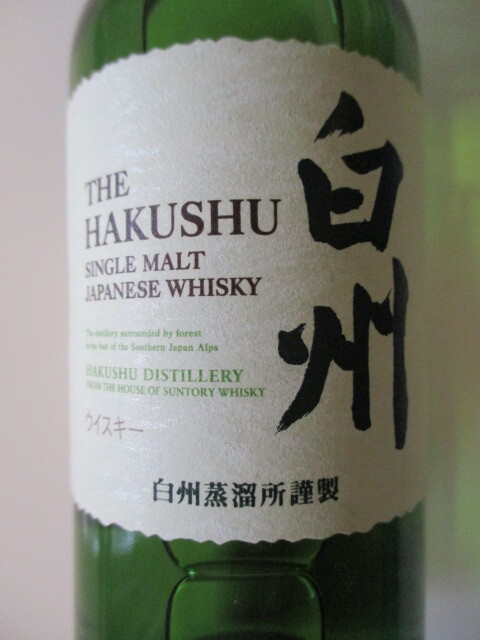 THE
HAKUSHU
SINGLE MALT
JAPANESE WHISKY
The distillery surrounded by forest
at the feet of the Southern Japan Alps
HAKUSHU DISTILLERY
FROM THE HOUSE OF SUNTORY WHISKY
ウイスキー
白州
白州蒸溜所謹製